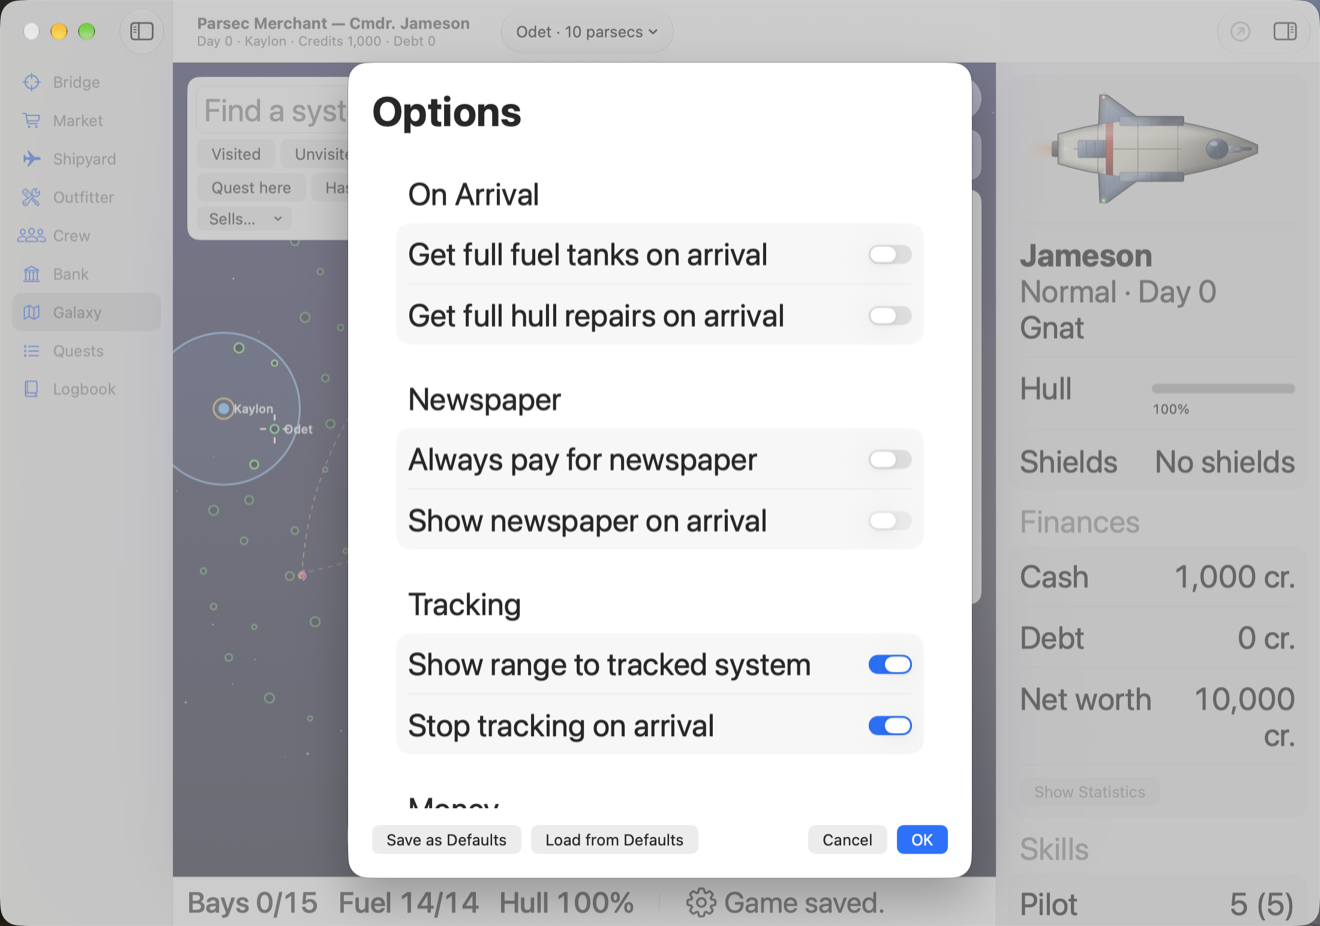 Parsec Merchant — Cmdr. Jameson
Day 0 · Kaylon · Credits 1,000 · Debt 0
Odet · 10 parsecs
Bridge
Market
Shipyard
Outfitter
Crew
Bank
Galaxy
Quests
Logbook
Find a syst
Visited
Quest here
Sells...
Kaylon
Odet
Options
On Arrival
Get full fuel tanks on arrival
Get full hull repairs on arrival
Newspaper
Always pay for newspaper
Show newspaper on arrival
Tracking
Show range to tracked system
Stop tracking on arrival
Money
Save as Defaults
Load from Defaults
Cancel
OK
Jameson
Normal · Day 0
Gnat
Hull
100%
Shields No shields
Finances
Cash 1,000 cr.
Debt 0 cr.
Net worth 10,000
cr.
Show Statistics
Skills
Pilot 5 (5)
Bays 0/15 Fuel 14/14 Hull 100%
Game saved.